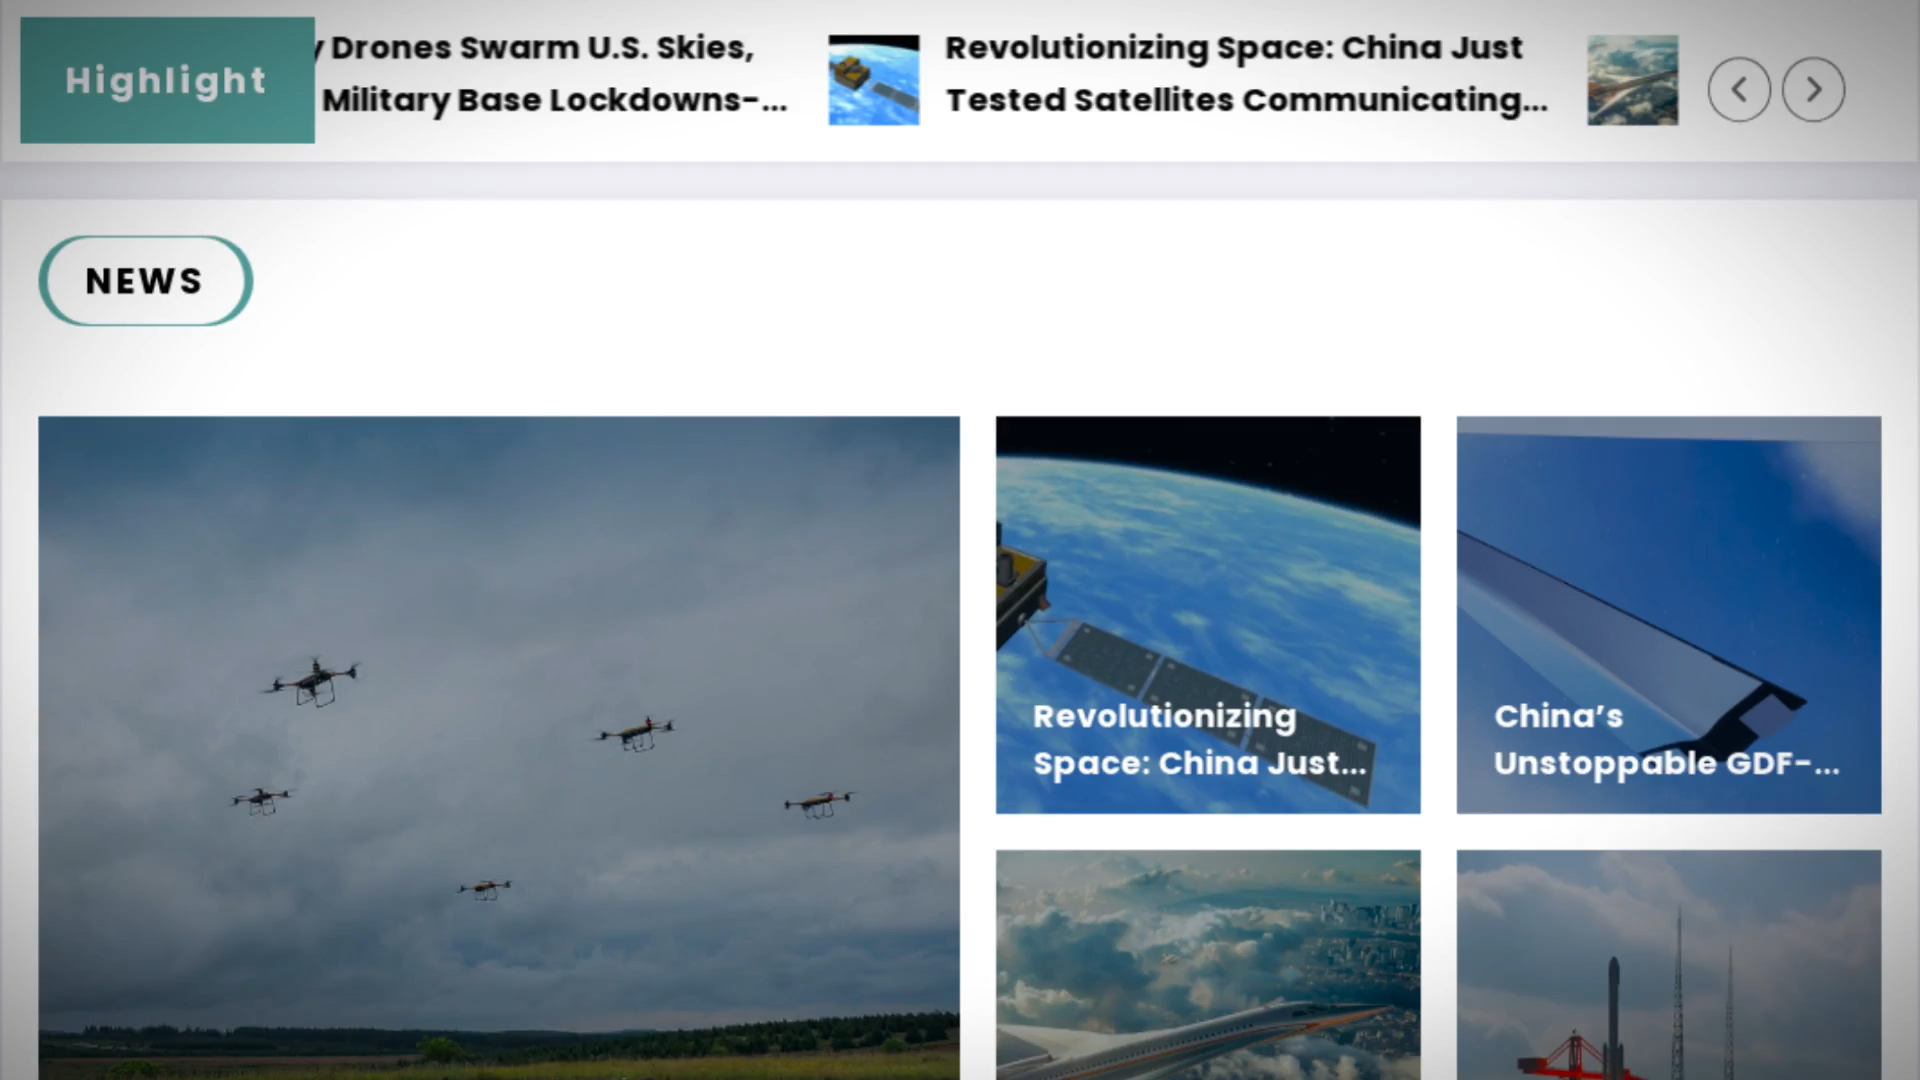 Highlight
Drones Swarm U.S. Skies,
Military Base Lockdowns-...
Revolutionizing Space: China Just
Tested Satellites Communicating...
NEWS
Revolutionizing
Space: China Just...
China’s
Unstoppable GDF-...